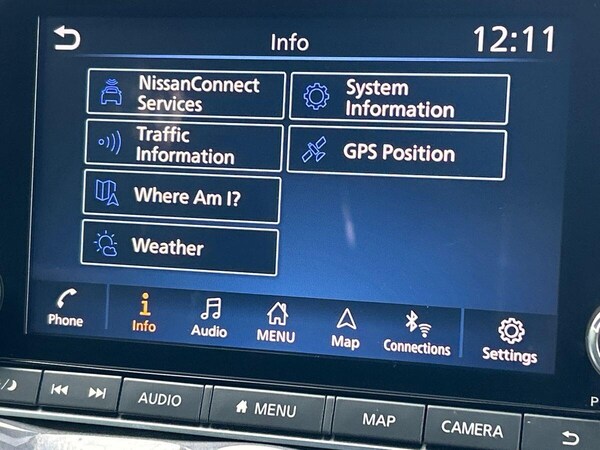 Info
12:11
NissanConnect
Services
System
Information
Traffic
Information
GPS Position
Where Am I?
Weather
Phone
Info
Audio
MENU
Map
Connections
Settings
AUDIO
MENU
MAP
CAMERA
P